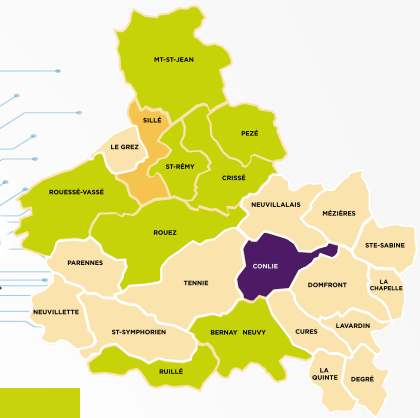 MT-ST-JEAN
SILLÉ
PEZÉ
LE GREZ
ST-RÉMY
CRISSÉ
ROUESSÉ-VASSÉ
NEUVILLALAIS
MÉZIÈRES
ROUEZ
STE-SABINE
PARENNES
CONLIE
TENNIE
DOMFRONT
LA
CHAPELLE
NEUVILLETTE
ST-SYMPHORIEN
BERNAY NEUVY
CURES
LAVARDIN
RUILLÉ
LA
QUINTE
DEGRÉ